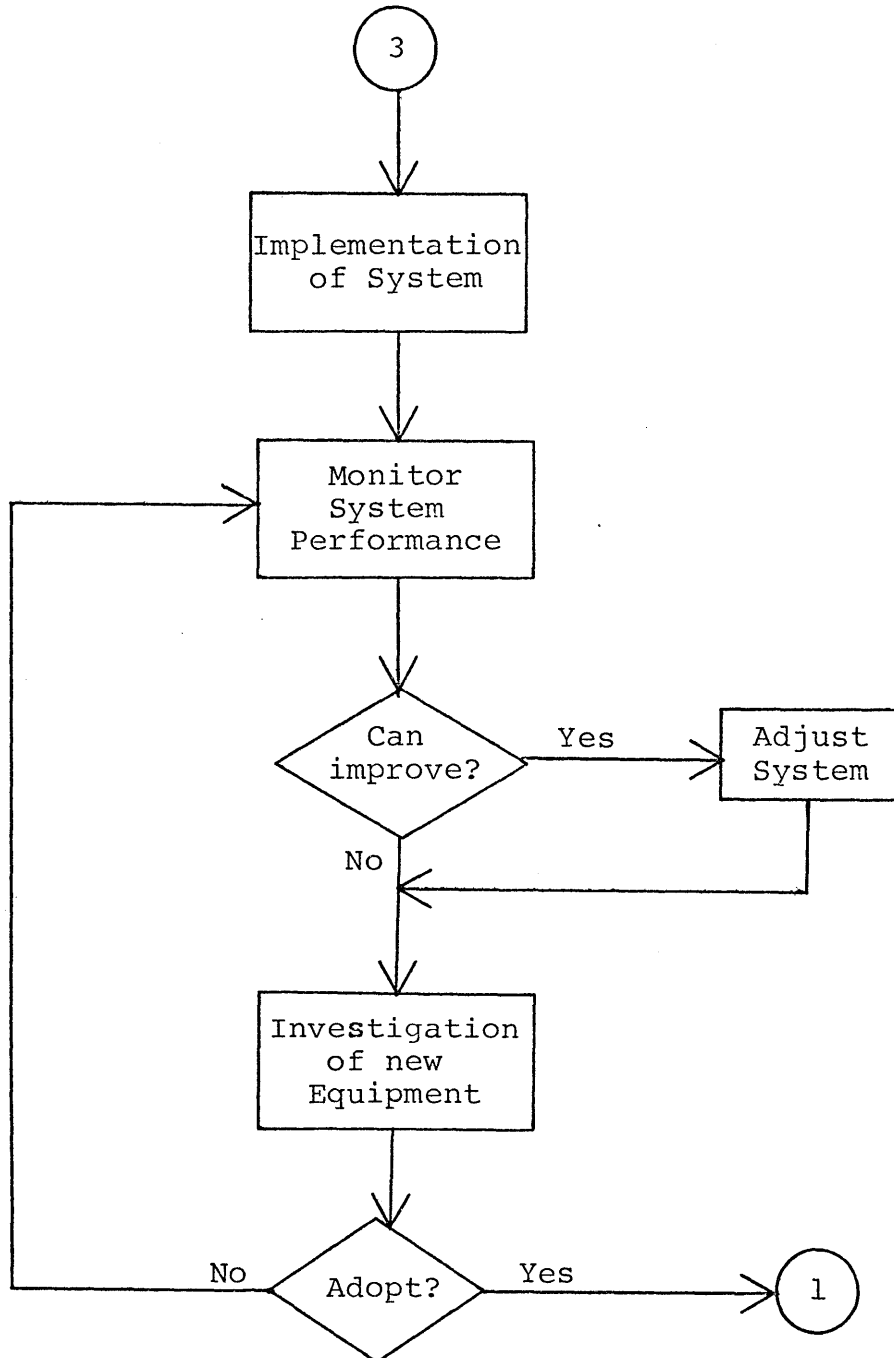 3
Implementation
of System
Monitor
System
Performance
Can
improve?
Yes
Adjust
System
No
Investigation
of new
Equipment
No
Adopt?
Yes
1